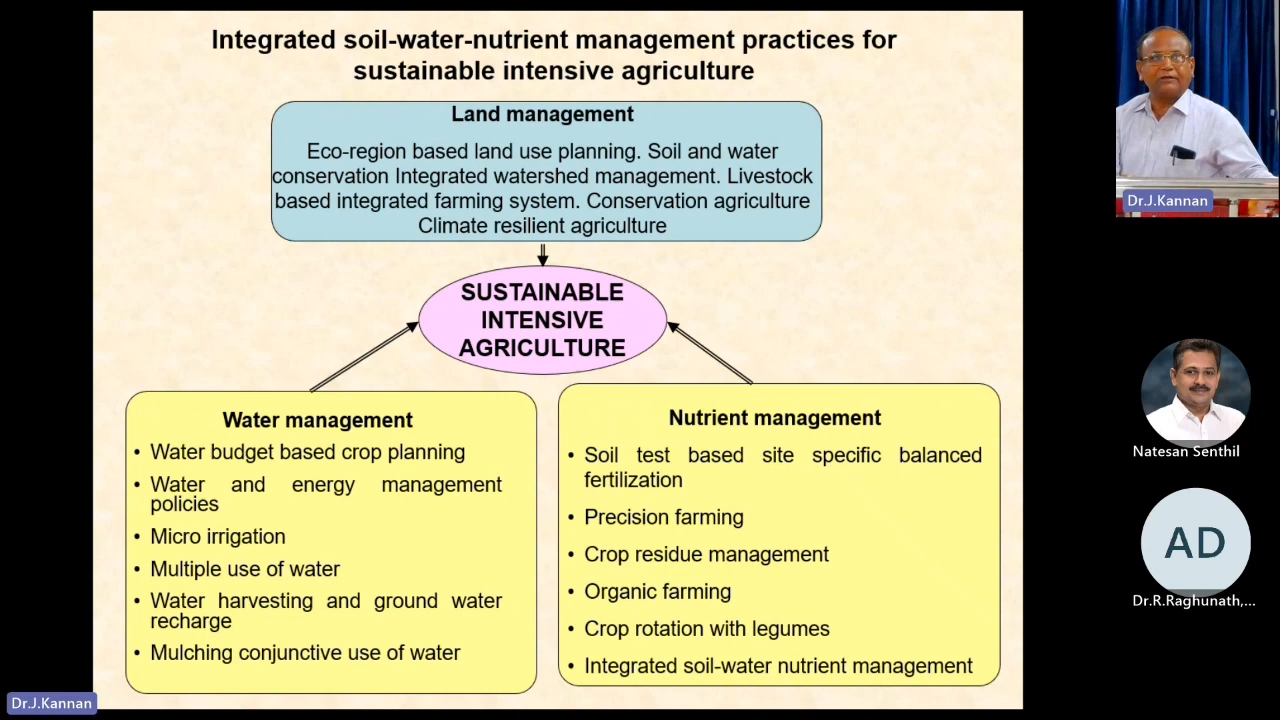 Integrated soil-water-nutrient management practices for
sustainable intensive agriculture
Land management
Eco-region based land use planning. Soil and water
conservation Integrated watershed management. Livestock
based integrated farming system. Conservation agriculture
Climate resilient agriculture
SUSTAINABLE
INTENSIVE
AGRICULTURE
Water management
• Water budget based crop planning
• Water and energy management
policies
• Micro irrigation
• Multiple use of water
• Water harvesting and ground water
recharge
• Mulching conjunctive use of water
Nutrient management
• Soil test based site specific balanced
fertilization
• Precision farming
• Crop residue management
• Organic farming
• Crop rotation with legumes
• Integrated soil-water nutrient management
Dr.J.Kannan
Natesan Senthil
AD
Dr.R.Raghunath,...
Dr.J.Kannan